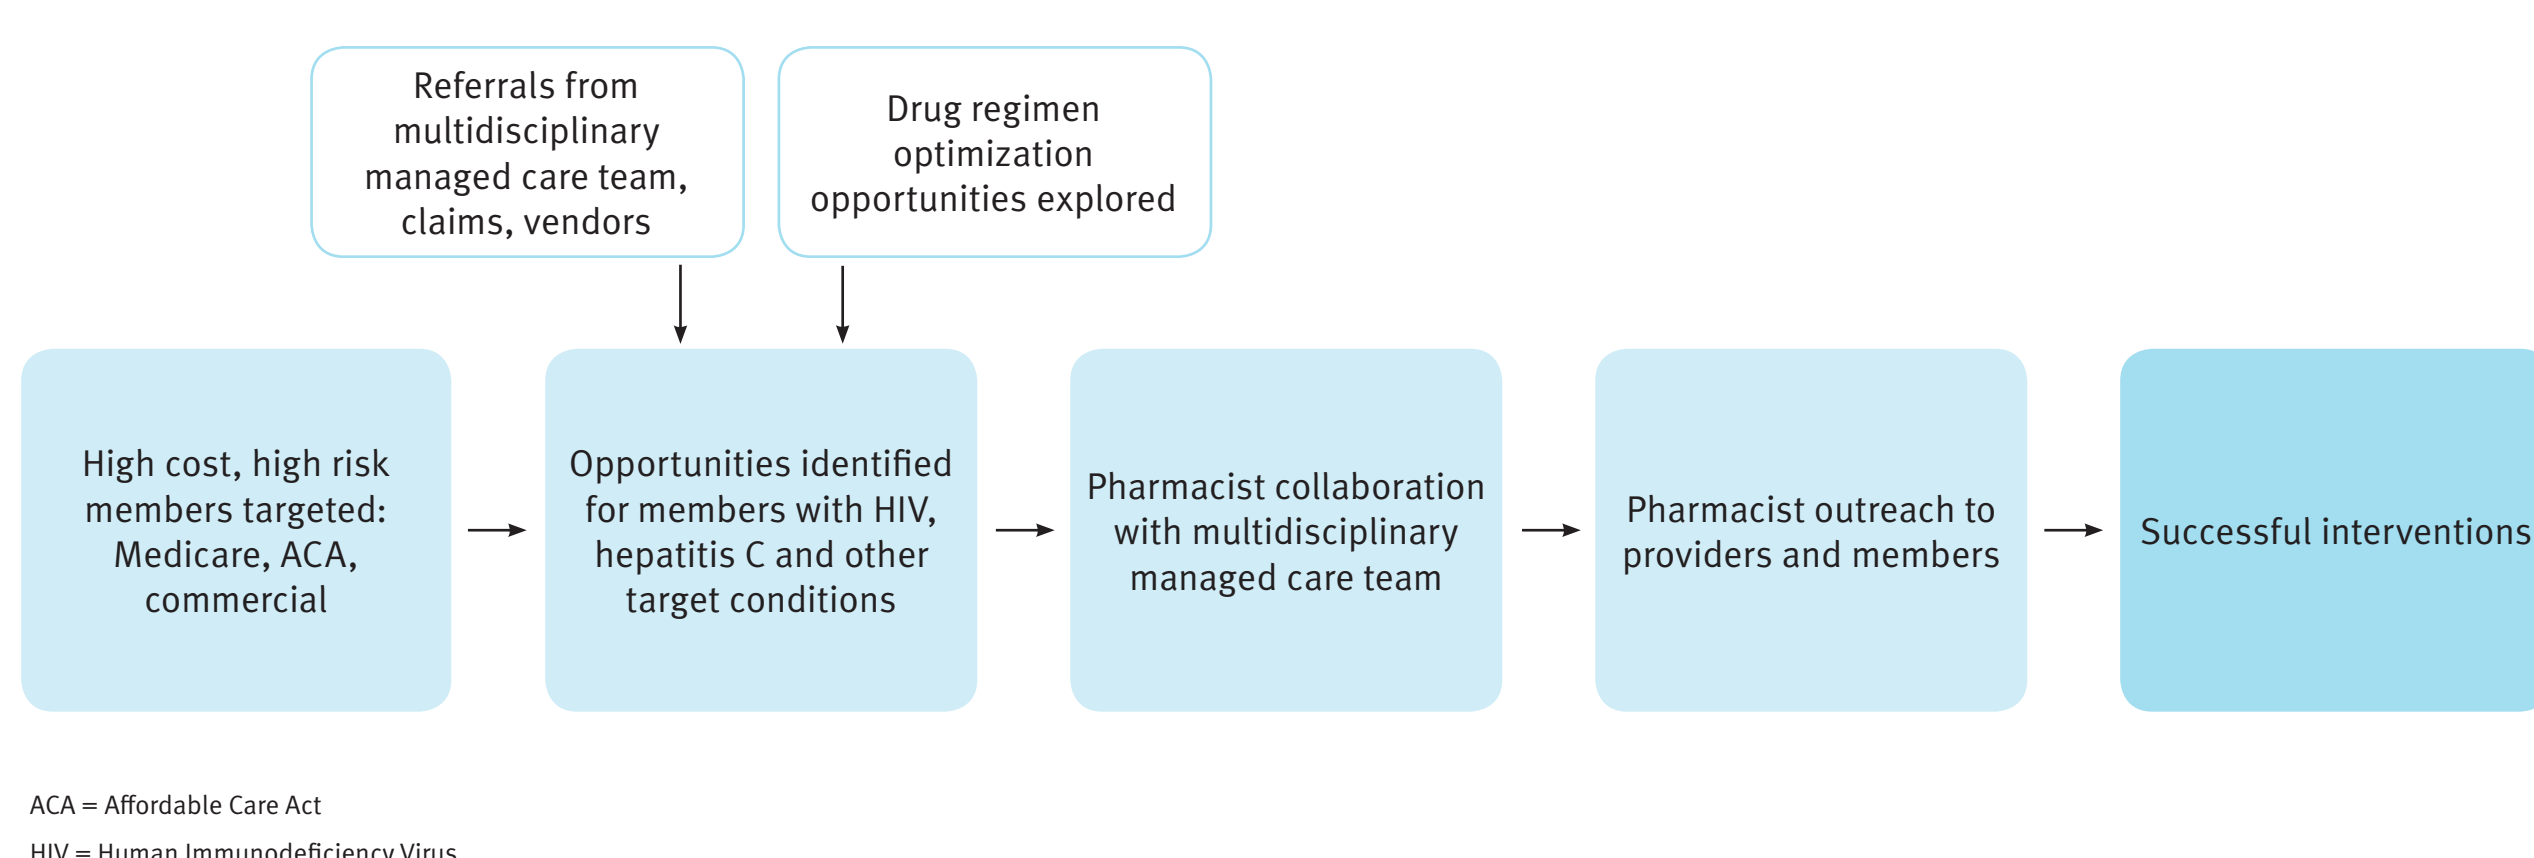 Referrals from
multidisciplinary
managed care team,
claims, vendors
Drug regimen
optimization
opportunities explored
High cost, high risk
members targeted:
Medicare, ACA,
commercial
Opportunities identified
for members with HIV,
hepatitis C and other
target conditions
Pharmacist collaboration
with multidisciplinary
managed care team
Pharmacist outreach to
providers and members
Successful interventions
ACA = Affordable Care Act
HIV = Human Immunodeficiency Virus